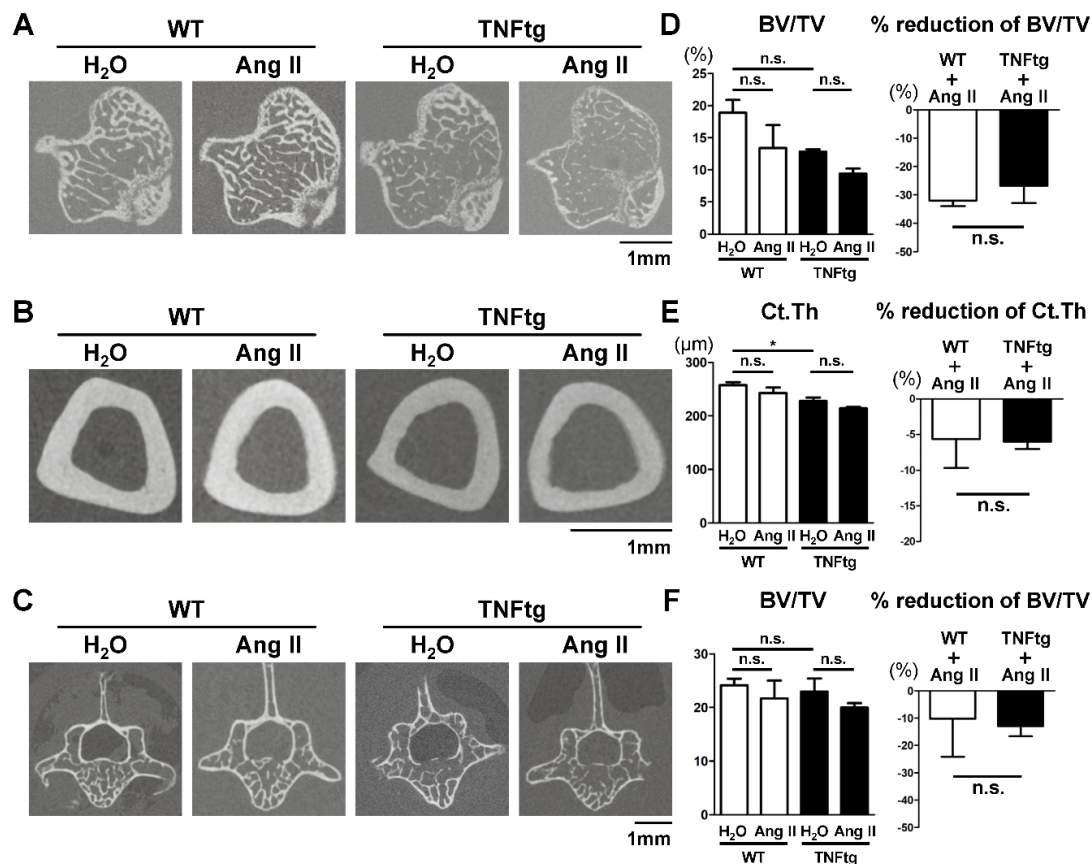 A
WT
TNFtg
H₂O
Ang II
H₂O
Ang II
1mm
B
WT
TNFtg
H₂O
Ang II
H₂O
Ang II
1mm
C
WT
TNFtg
H₂O
Ang II
H₂O
Ang II
1mm
D
BV/TV
(%)
n.s.
n.s.
n.s.
25
20
15
10
5
0
H₂O
Ang II
H₂O
Ang II
WT
TNFtg
% reduction of BV/TV
WT
+
Ang II
TNFtg
+
Ang II
(%)
0
-10
-20
-30
-40
-50
n.s.
E
Ct.Th
(μm)
*
n.s.
n.s.
300
200
100
0
H₂O
Ang II
H₂O
Ang II
WT
TNFtg
% reduction of Ct.Th
WT
+
Ang II
TNFtg
+
Ang II
(%)
0
-5
-10
-15
-20
n.s.
F
BV/TV
n.s.
n.s.
n.s.
30
20
10
0
H₂O
Ang II
H₂O
Ang II
WT
TNFtg
% reduction of BV/TV
WT
+
Ang II
TNFtg
+
Ang II
(%)
0
-10
-20
-30
-40
-50
n.s.